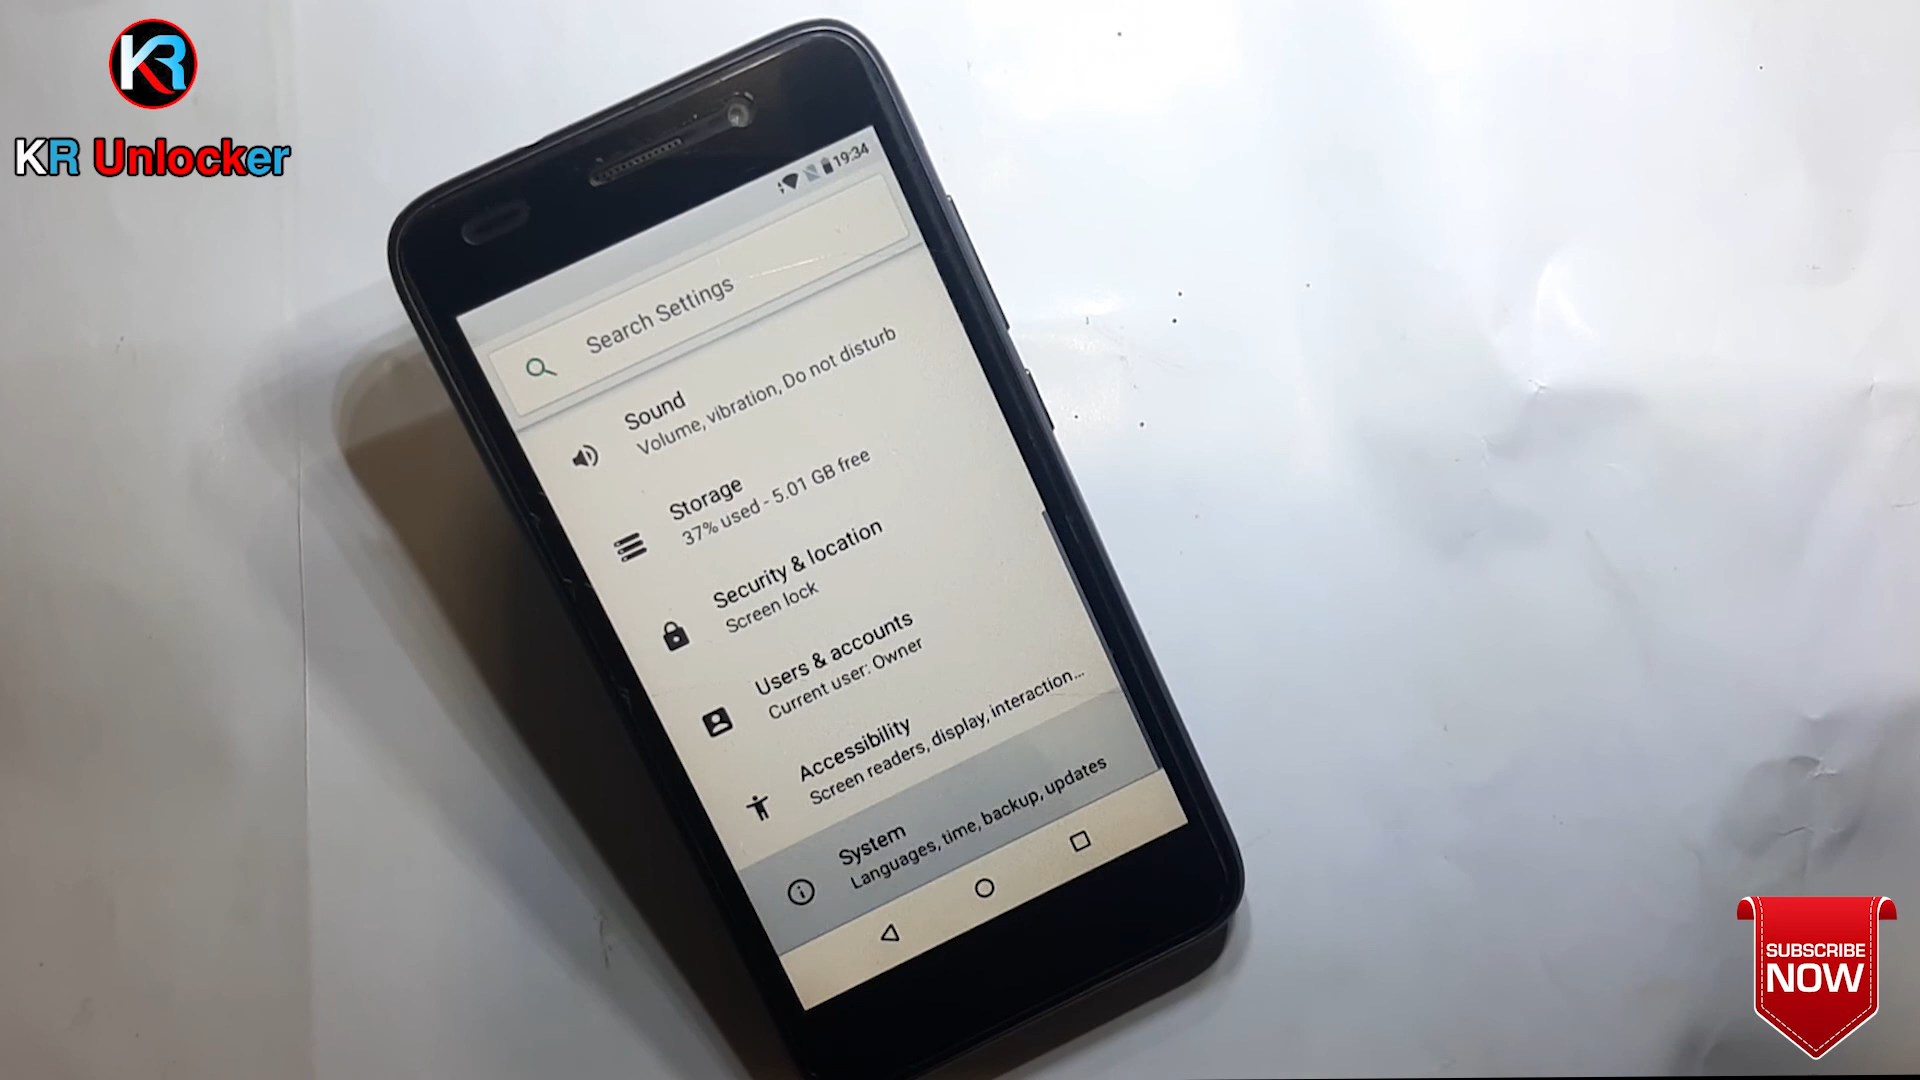 KR
KR Unlocker
19:34
Search Settings
Sound
Volume, vibration, Do not disturb
Storage
37% used - 5.01 GB free
Security & location
Screen lock
Users & accounts
Current user: Owner
Accessibility
Screen readers, display, interaction...
System
Languages, time, backup, updates
SUBSCRIBE
NOW